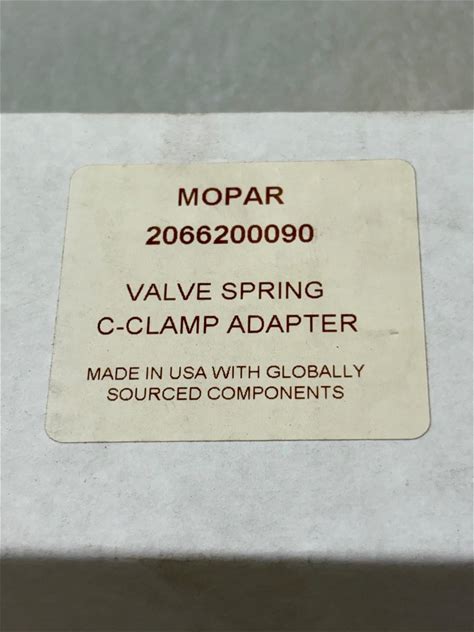 MOPAR
2066200090
VALVE SPRING
C-CLAMP ADAPTER
MADE IN USA WITH GLOBALLY
SOURCED COMPONENTS